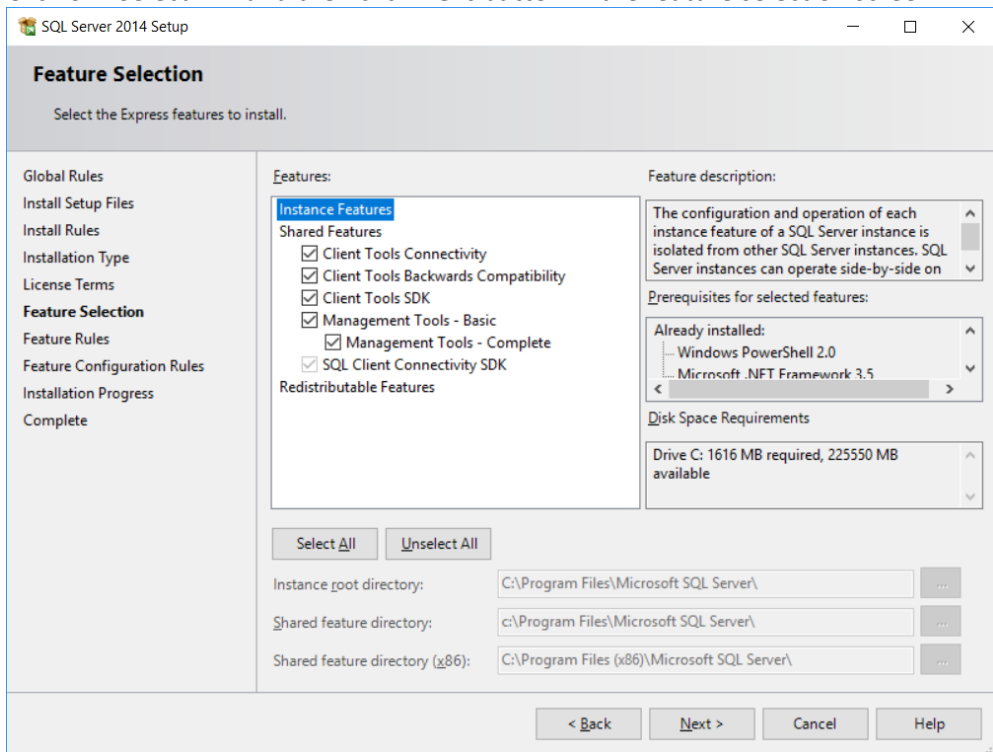 SQL Server 2014 Setup
Feature Selection
Select the Express features to install.
Global Rules
Install Setup Files
Install Rules
Installation Type
License Terms
Feature Selection
Feature Rules
Feature Configuration Rules
Installation Progress
Complete
Features:
Instance Features
Shared Features
Client Tools Connectivity
Client Tools Backwards Compatibility
Client Tools SDK
Management Tools - Basic
Management Tools - Complete
SQL Client Connectivity SDK
Redistributable Features
Feature description:
The configuration and operation of each
instance feature of a SQL Server instance is
isolated from other SQL Server instances. SQL
Server instances can operate side-by-side on
Prerequisites for selected features:
Already installed:
Windows PowerShell 2.0
Microsoft .NET Framework 3.5
Disk Space Requirements
Drive C: 1616 MB required, 225550 MB
available
Select All
Unselect All
Instance root directory:
C:\Program Files\Microsoft SQL Server\
...
Shared feature directory:
c:\Program Files\Microsoft SQL Server\
...
Shared feature directory (x86):
C:\Program Files (x86)\Microsoft SQL Server\
...
< Back
Next >
Cancel
Help